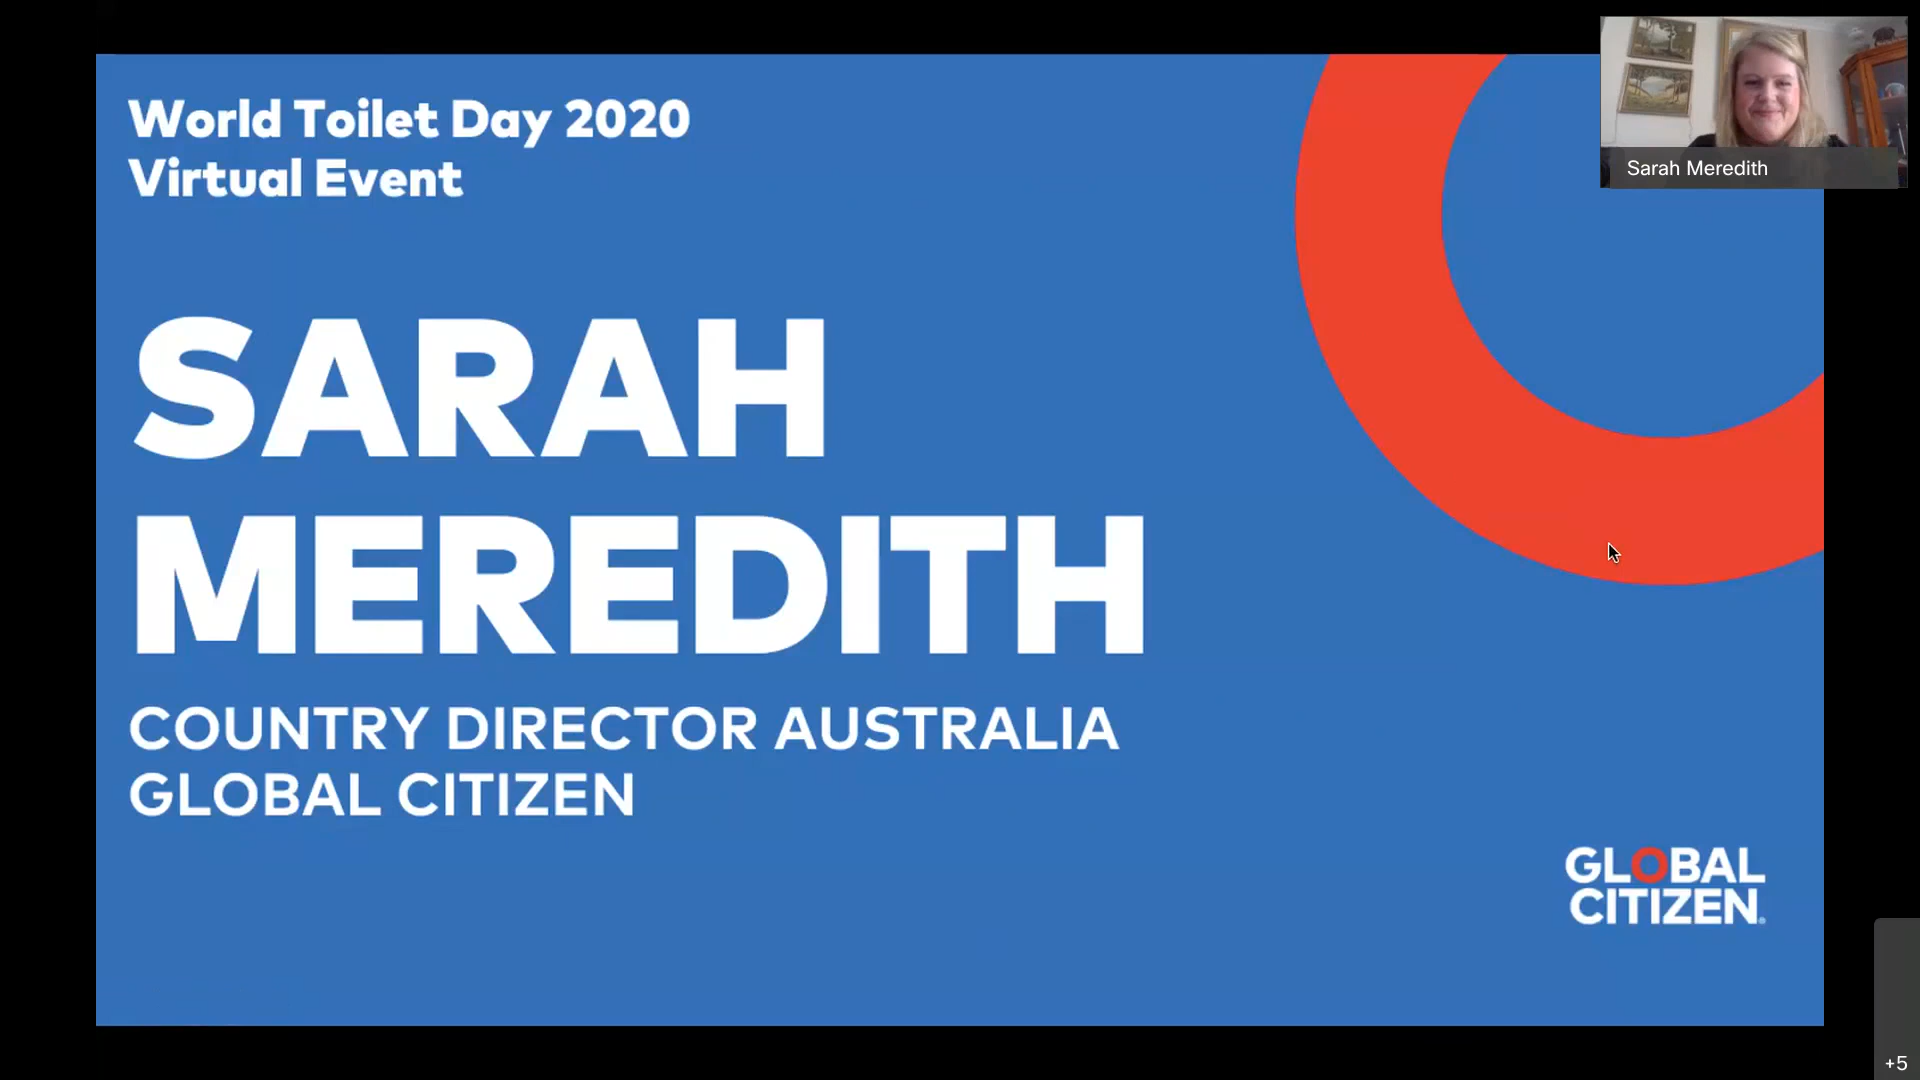 World Toilet Day 2020
Virtual Event
Sarah Meredith
SARAH
MEREDITH
COUNTRY DIRECTOR AUSTRALIA
GLOBAL CITIZEN
GLOBAL
CITIZEN.
+5